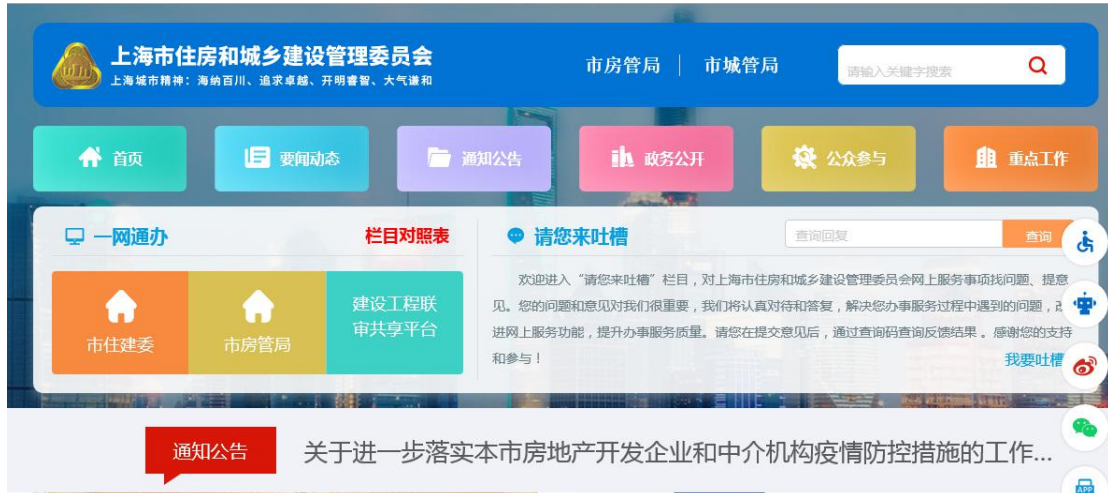 上海市住房和城乡建设管理委员会
上海城市精神：海纳百川、追求卓越、开明睿智、大气谦和
市房管局 市城管局
请输入关键字搜索
首页 要闻动态 通知公告 政务公开 公众参与 重点工作
一网通办 栏目对照表
市住建委 市房管局 建设工程联
审共享平台
请您来吐槽 查询回复 查询
欢迎进入“请您来吐槽”栏目，对上海市住房和城乡建设管理委员会网上服务事项找问题、提意
见。您的问题和意见对我们很重要，我们将认真对待和答复，解决您办事服务过程中遇到的问题，
进网上服务功能，提升办事服务质量。请您在提交意见后，通过查询码查询反馈结果 。感谢您的支持
和参与！
我要吐槽
通知公告 关于进一步落实本市房地产开发企业和中介机构疫情防控措施的工作...
APP